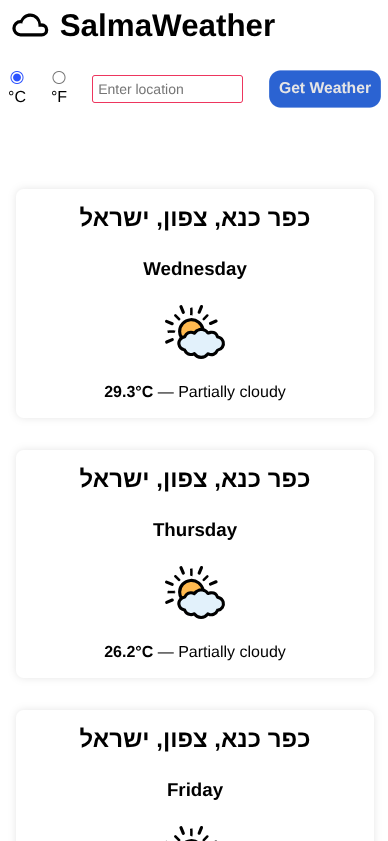 SalmaWeather
°C
°F
Enter location
Get Weather
כפר כנא, צפון, ישראל
Wednesday
29.3°C — Partially cloudy
כפר כנא, צפון, ישראל
Thursday
26.2°C — Partially cloudy
כפר כנא, צפון, ישראל
Friday